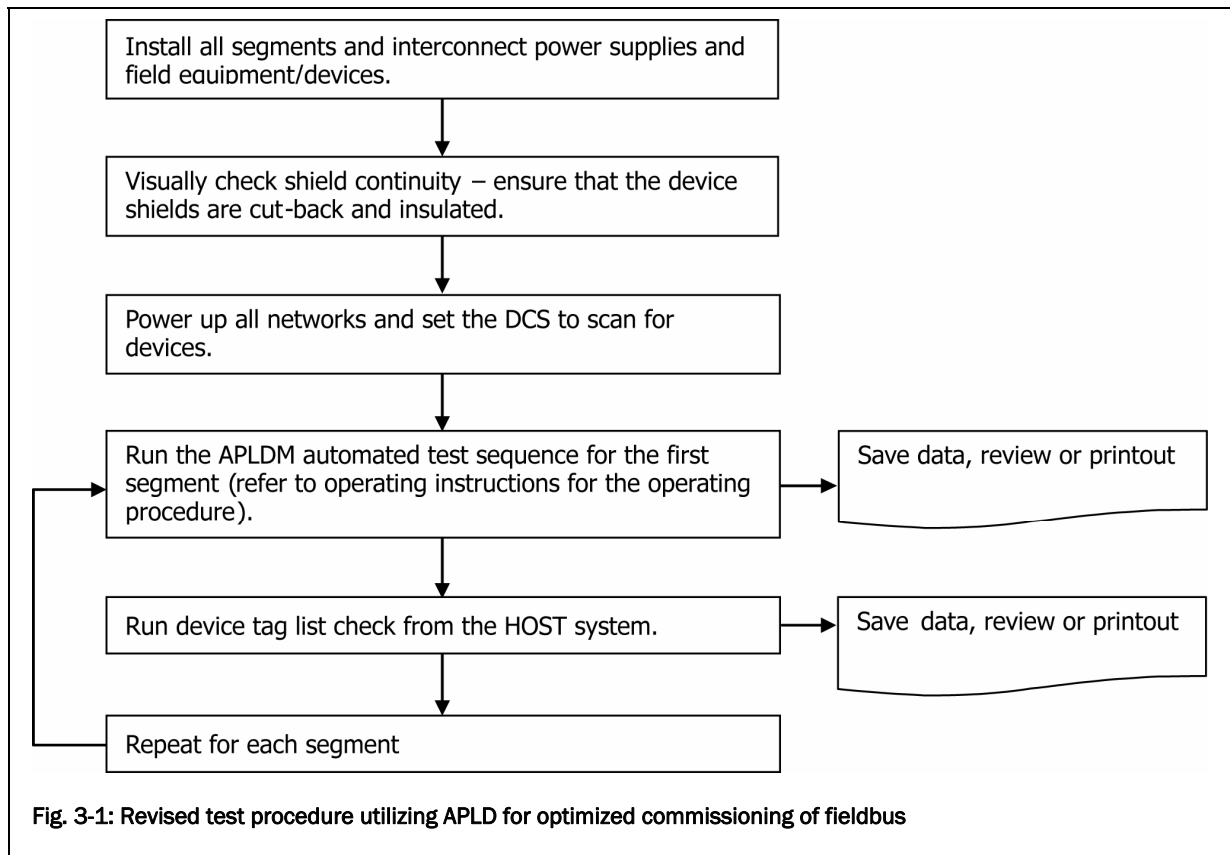 Install all segments and interconnect power supplies and
field equipment/devices.
Visually check shield continuity – ensure that the device
shields are cut-back and insulated.
Power up all networks and set the DCS to scan for
devices.
Run the APLDM automated test sequence for the first
segment (refer to operating instructions for the operating
procedure).
Save data, review or printout
Run device tag list check from the HOST system.
Save data, review or printout
Repeat for each segment
Fig. 3-1: Revised test procedure utilizing APLD for optimized commissioning of fieldbus